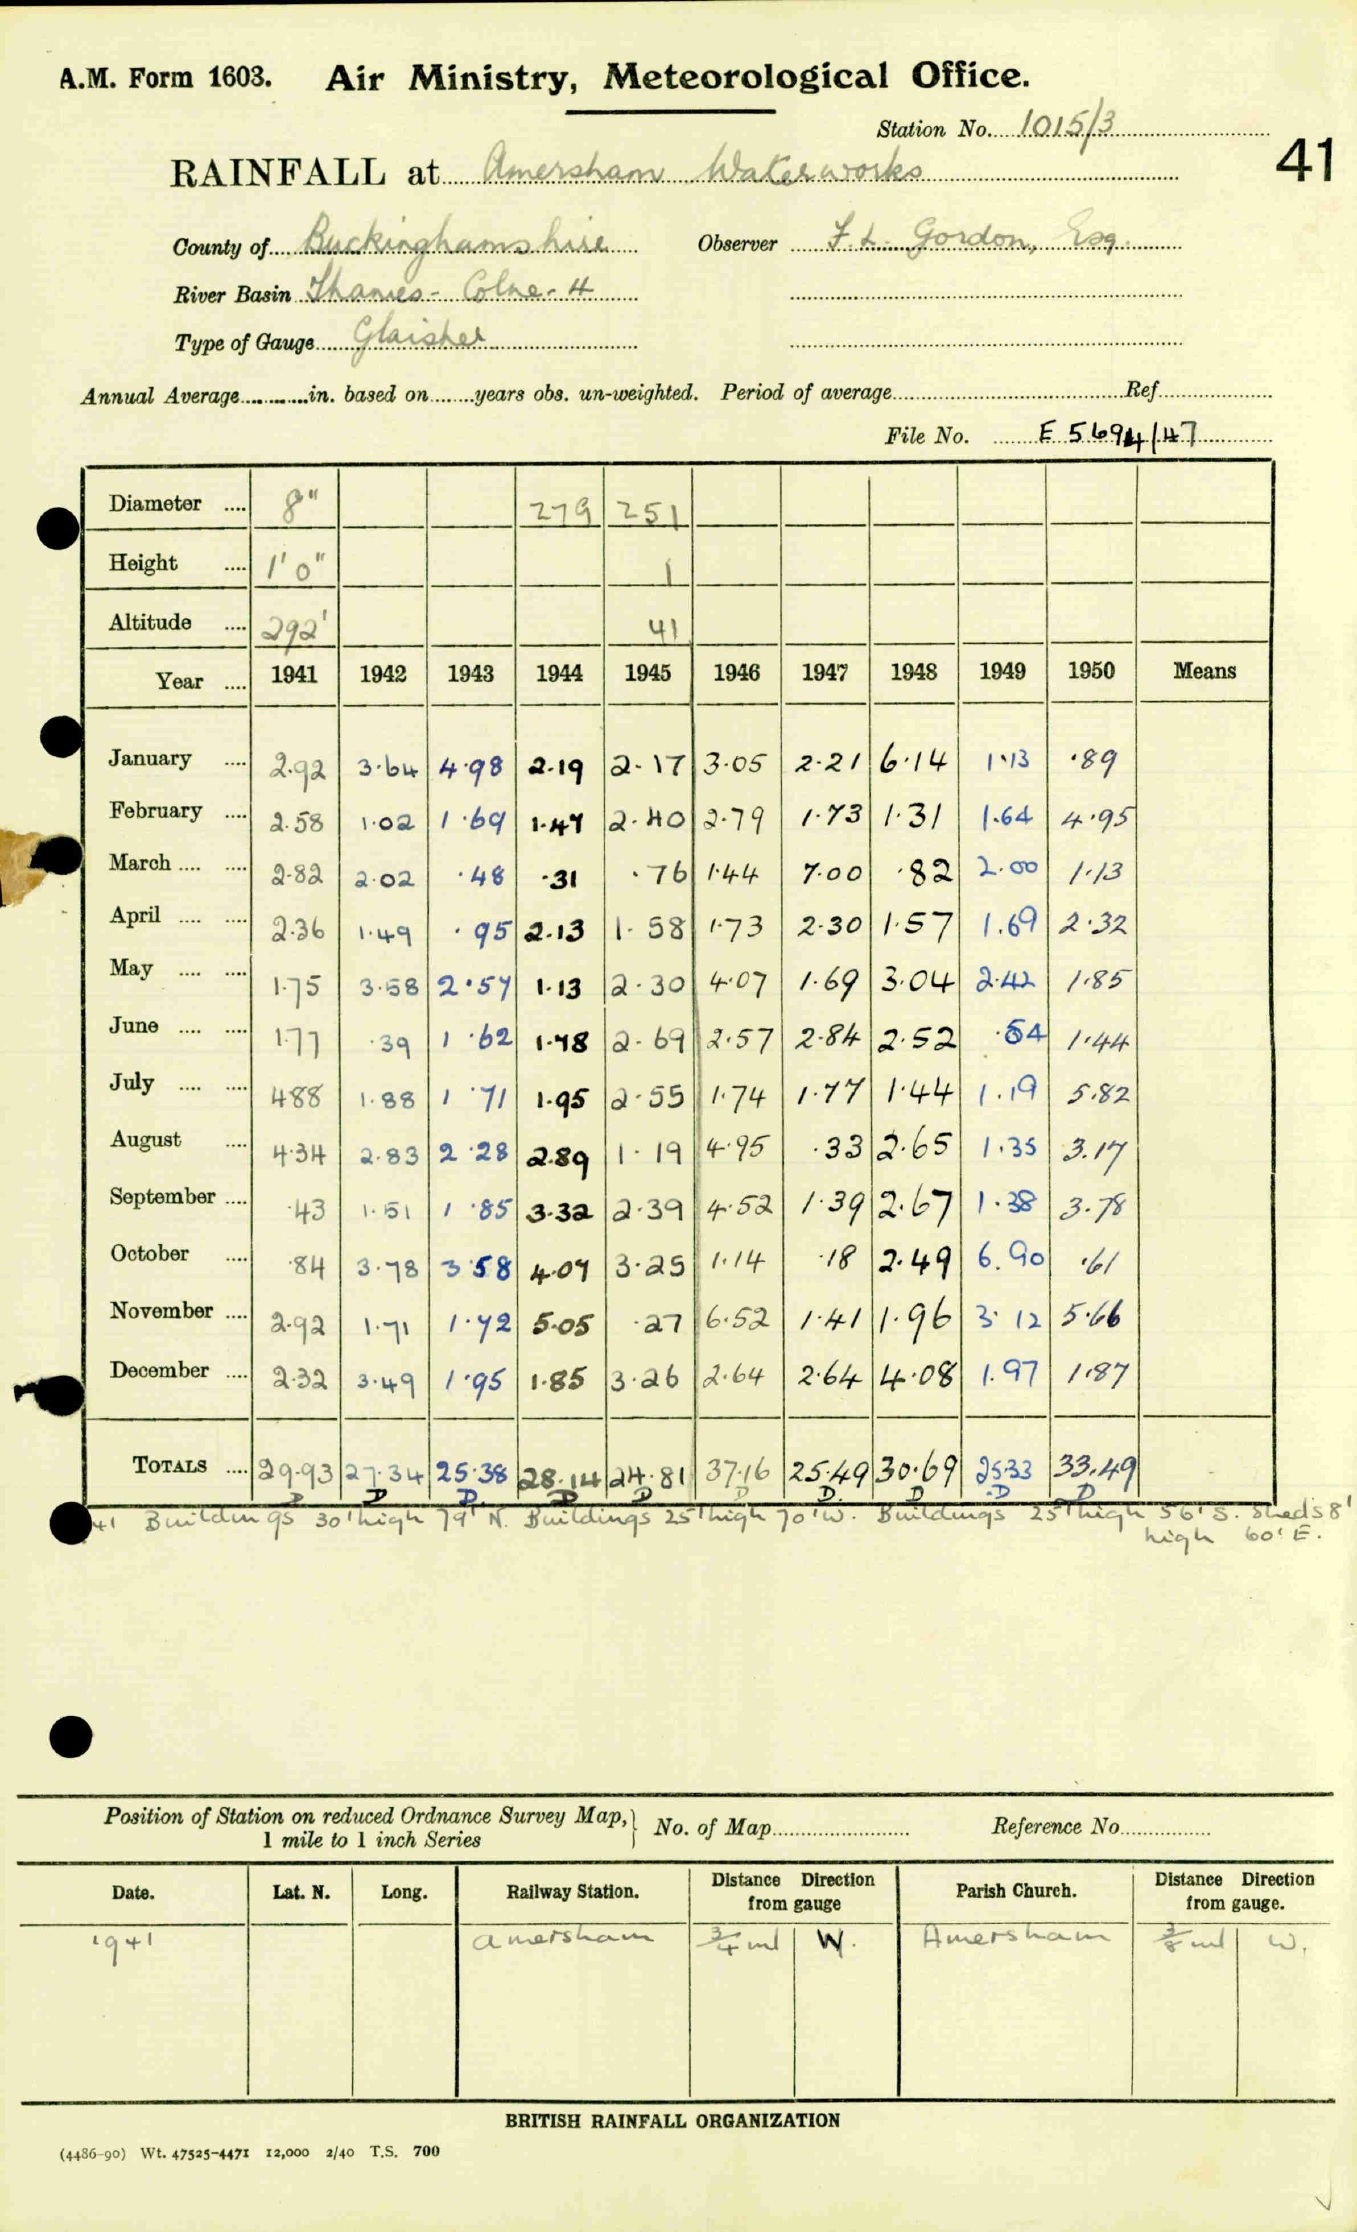 A.M. Form 1603. Air Ministry, Meteorological Office.
Station No. 1015/3
41
RAINFALL at Amersham Waterworks
County of Buckinghamshire Observer F.L. Gordon, Esq.
River Basin Thames - Colne - 4
Type of Gauge Glaisher
Annual Average in. based on years obs. un-weighted. Period of average Ref
File No. E 5694/47
Diameter 8" 279 251
Height 1' 0" 1
Altitude 292' 41
Year 1941 1942 1943 1944 1945 1946 1947 1948 1949 1950 Means
January 2.92 3.64 4.98 2.19 2.17 3.05 2.21 6.14 1.13 .89
February 2.58 1.02 1.69 1.47 2.40 2.79 1.73 1.31 1.64 4.95
March 2.82 2.02 .48 .31 .76 1.44 7.00 .82 2.00 1.13
April 2.36 1.49 .95 2.13 1.58 1.73 2.30 1.57 1.69 2.32
May 1.75 3.58 2.57 1.13 2.30 4.07 1.69 3.04 2.42 1.85
June 1.77 .39 1.62 1.78 2.69 2.57 2.84 2.52 .54 1.44
July 4.88 1.88 1.71 1.95 2.55 1.74 1.77 1.44 1.19 5.82
August 4.34 2.83 2.28 2.89 1.19 4.95 .33 2.65 1.35 3.17
September .43 1.51 1.85 3.32 2.39 4.52 1.39 2.67 1.38 3.78
October .84 3.78 3.58 4.07 3.25 1.14 .18 2.49 6.90 .61
November 2.92 1.71 1.72 5.05 .27 6.52 1.41 1.96 3.12 5.66
December 2.32 3.49 1.95 1.85 3.26 2.64 2.64 4.08 1.97 1.87
TOTALS 29.93 27.34 25.38 28.14 24.81 37.16 25.49 30.69 25.33 33.49
D D D D D D D D D D
41 Buildings 30' high 79' N. Buildings 25' high 70' W. Buildings 25' high 56' S. Sheds 8'
high 60' E.
Position of Station on reduced Ordnance Survey Map, No. of Map Reference No
1 mile to 1 inch Series
Date. Lat. N. Long. Railway Station. Distance Direction from gauge Parish Church. Distance Direction from gauge.
1941 Amersham 3/4 ml W. Amersham 3/8 ml W.
BRITISH RAINFALL ORGANIZATION
(4486-90) Wt. 47525-4471 12,000 2/40 T.S. 700